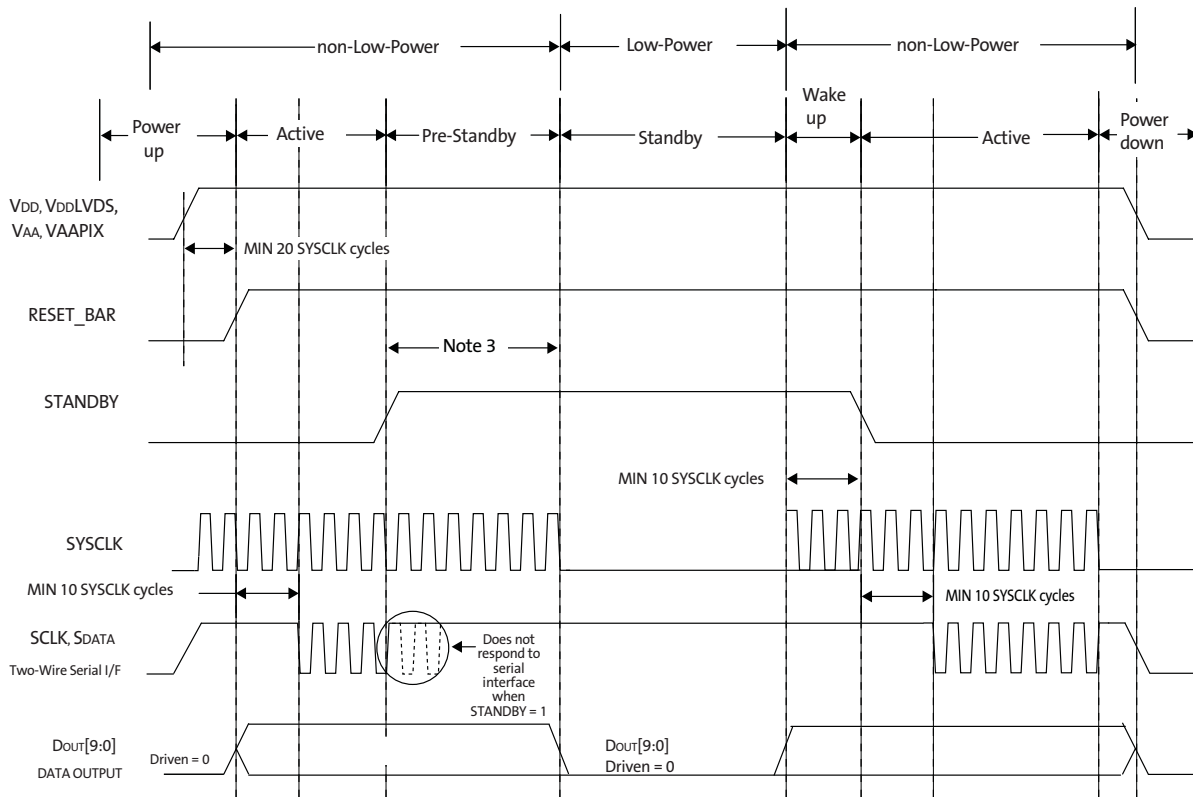 non-Low-Power
Low-Power
non-Low-Power
Power
up
Active
Pre-Standby
Standby
Wake
up
Active
Power
down
VDD, VDDLVDS,
VAA, VAAPIX
MIN 20 SYSCLK cycles
RESET_BAR
Note 3
STANDBY
MIN 10 SYSCLK cycles
SYSCLK
MIN 10 SYSCLK cycles
MIN 10 SYSCLK cycles
SCLK, SDATA
Two-Wire Serial I/F
Does not
respond to
serial
interface
when
STANDBY = 1
DOUT[9:0]
DATA OUTPUT
Driven = 0
DOUT[9:0]
Driven = 0